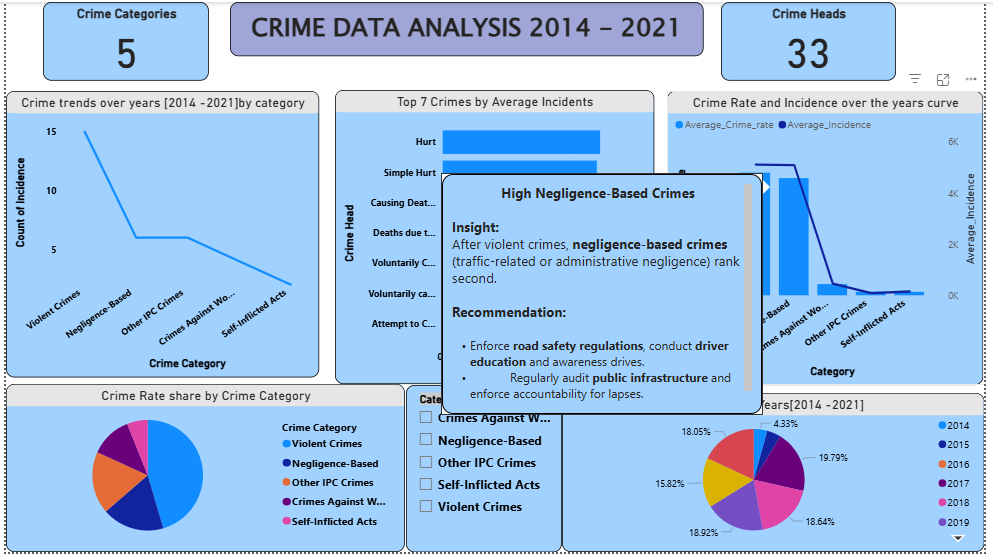 Crime Categories
5
CRIME DATA ANALYSIS 2014 – 2021
Crime Heads
33
Crime trends over years [2014 -2021]by category
15
10
5
Count of Incidence
Violent Crimes
Negligence-Based
Other IPC Crimes
Crimes Against Wo...
Self-Inflicted Acts
Crime Category
Top 7 Crimes by Average Incidents
Crime Head
Hurt
Simple Hurt
Causing Deat...
Deaths due t...
Voluntarily C...
Voluntarily ca...
Attempt to C...
High Negligence-Based Crimes
Insight:
After violent crimes, negligence-based crimes
(traffic-related or administrative negligence) rank
second.
Recommendation:
• Enforce road safety regulations, conduct driver
education and awareness drives.
• Regularly audit public infrastructure and
enforce accountability for lapses.
Crime Rate and Incidence over the years curve
Average_Crime_rate
Average_Incidence
6K
4K
2K
0K
Average_Incidence
-Based
mes Against Wo...
Other IPC Crimes
Self-Inflicted Acts
Category
Crime Rate share by Crime Category
Crime Category
Violent Crimes
Negligence-Based
Other IPC Crimes
Crimes Against W...
Self-Inflicted Acts
Cate
Crimes Against W...
Negligence-Based
Other IPC Crimes
Self-Inflicted Acts
Violent Crimes
Years[2014 -2021]
4.33%
19.79%
18.64%
18.92%
15.82%
18.05%
2014
2015
2016
2017
2018
2019